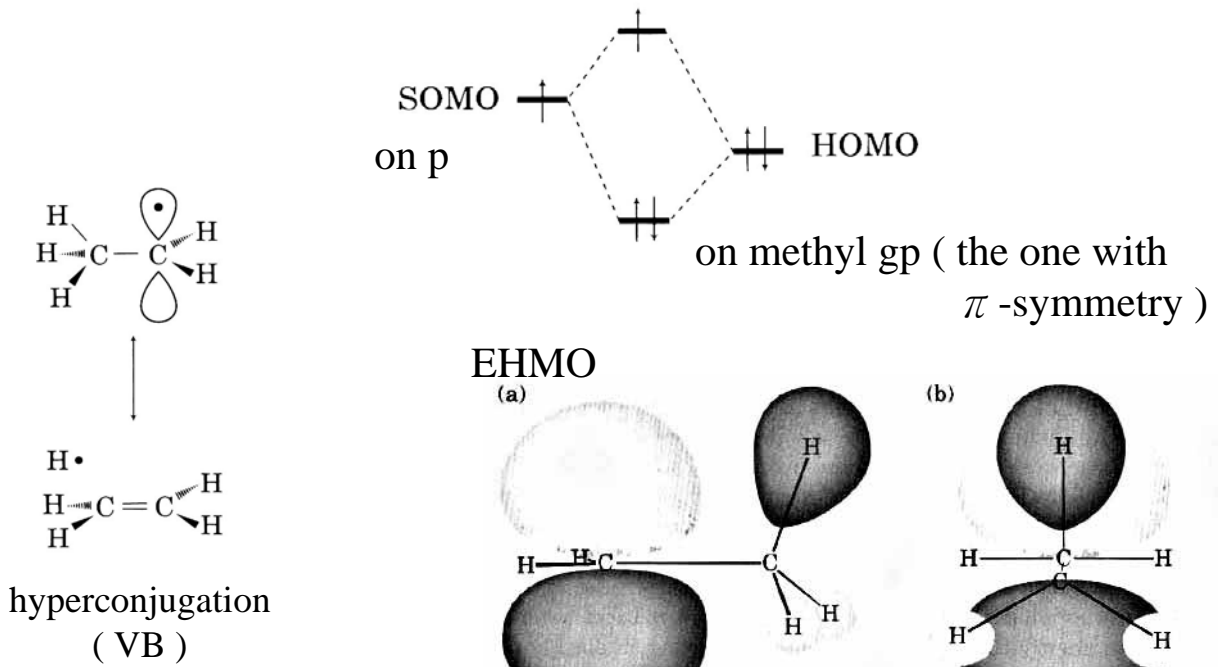 SOMO
on p
HOMO
on methyl gp ( the one with
π -symmetry )
H
H C — C H
H H
H•
H C = C H
H H
hyperconjugation
( VB )
EHMO
(a)
H
H H C C
H H
(b)
H
H C H
C
H H